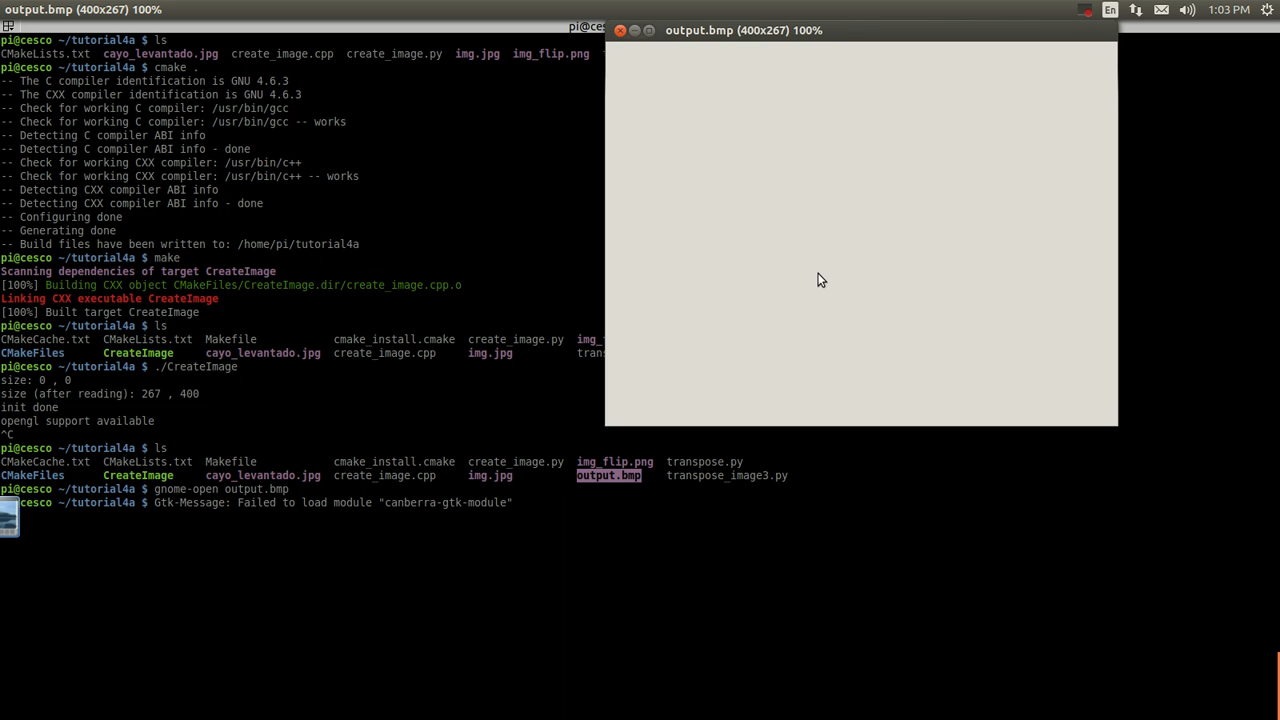 output.bmp (400x267) 100%
En
1:03 PM
pi@ces
output.bmp (400x267) 100%
pi@cesco ~/tutorial4a $ ls
CMakeLists.txt cayo_levantado.jpg create_image.cpp create_image.py img.jpg img_flip.png
pi@cesco ~/tutorial4a $ cmake .
-- The C compiler identification is GNU 4.6.3
-- The CXX compiler identification is GNU 4.6.3
-- Check for working C compiler: /usr/bin/gcc
-- Check for working C compiler: /usr/bin/gcc -- works
-- Detecting C compiler ABI info
-- Detecting C compiler ABI info - done
-- Check for working CXX compiler: /usr/bin/c++
-- Check for working CXX compiler: /usr/bin/c++ -- works
-- Detecting CXX compiler ABI info
-- Detecting CXX compiler ABI info - done
-- Configuring done
-- Generating done
-- Build files have been written to: /home/pi/tutorial4a
pi@cesco ~/tutorial4a $ make
Scanning dependencies of target CreateImage
[100%] Building CXX object CMakeFiles/CreateImage.dir/create_image.cpp.o
Linking CXX executable CreateImage
[100%] Built target CreateImage
pi@cesco ~/tutorial4a $ ls
CMakeCache.txt CMakeLists.txt Makefile cmake_install.cmake create_image.py img_
CMakeFiles CreateImage cayo_levantado.jpg create_image.cpp img.jpg trans
pi@cesco ~/tutorial4a $ ./CreateImage
size: 0 , 0
size (after reading): 267 , 400
init done
opengl support available
^C
pi@cesco ~/tutorial4a $ ls
CMakeCache.txt CMakeLists.txt Makefile cmake_install.cmake create_image.py img_flip.png transpose.py
CMakeFiles CreateImage cayo_levantado.jpg create_image.cpp img.jpg output.bmp transpose_image3.py
pi@cesco ~/tutorial4a $ gnome-open output.bmp
cesco ~/tutorial4a $ Gtk-Message: Failed to load module "canberra-gtk-module"